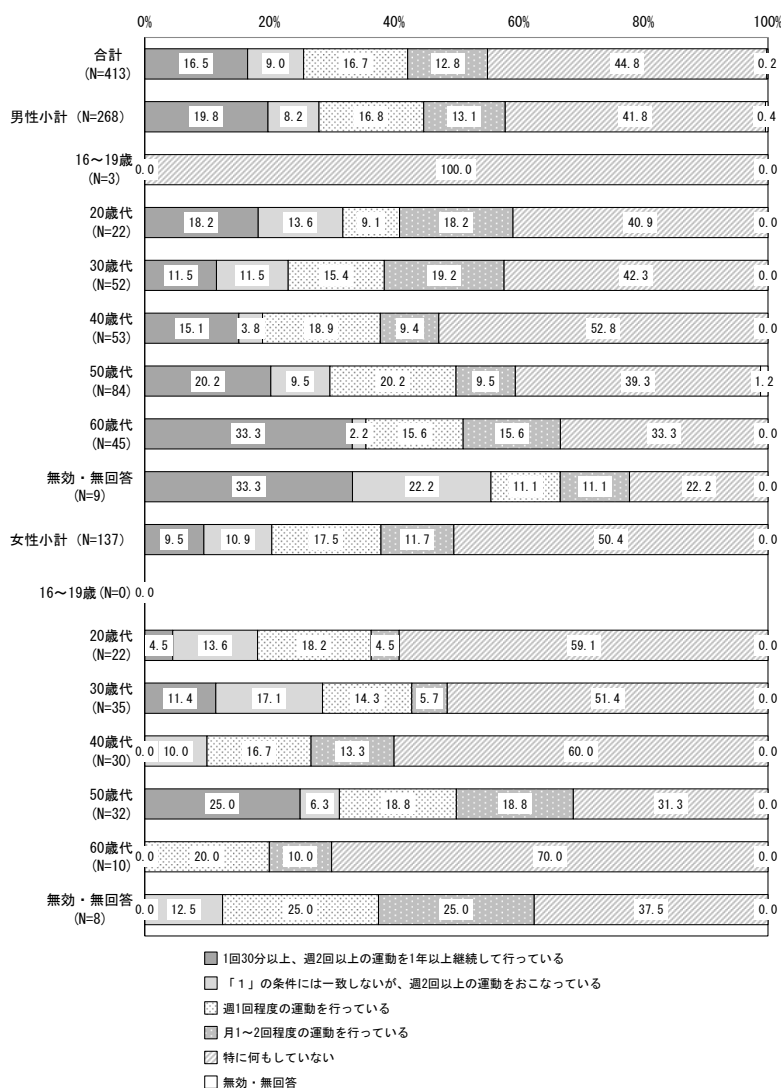 0% 20% 40% 60% 80% 100%
合計
(N=413)
16.5 9.0 16.7 12.8 44.8 0.2
男性小計 (N=268)
19.8 8.2 16.8 13.1 41.8 0.4
16～19歳
(N=3)
0.0 100.0 0.0
20歳代
(N=22)
18.2 13.6 9.1 18.2 40.9 0.0
30歳代
(N=52)
11.5 11.5 15.4 19.2 42.3 0.0
40歳代
(N=53)
15.1 3.8 18.9 9.4 52.8 0.0
50歳代
(N=84)
20.2 9.5 20.2 9.5 39.3 1.2
60歳代
(N=45)
33.3 2.2 15.6 15.6 33.3 0.0
無効・無回答
(N=9)
33.3 22.2 11.1 11.1 22.2 0.0
女性小計 (N=137)
9.5 10.9 17.5 11.7 50.4 0.0
16～19歳(N=0) 0.0
20歳代
(N=22)
4.5 13.6 18.2 4.5 59.1 0.0
30歳代
(N=35)
11.4 17.1 14.3 5.7 51.4 0.0
40歳代
(N=30)
0.0 10.0 16.7 13.3 60.0 0.0
50歳代
(N=32)
25.0 6.3 18.8 18.8 31.3 0.0
60歳代
(N=10)
0.0 20.0 10.0 70.0 0.0
無効・無回答
(N=8)
0.0 12.5 25.0 25.0 37.5 0.0
1回30分以上、週2回以上の運動を1年以上継続して行っている
「１」の条件には一致しないが、週2回以上の運動をおこなっている
週1回程度の運動を行っている
月1～2回程度の運動を行っている
特に何もしていない
無効・無回答